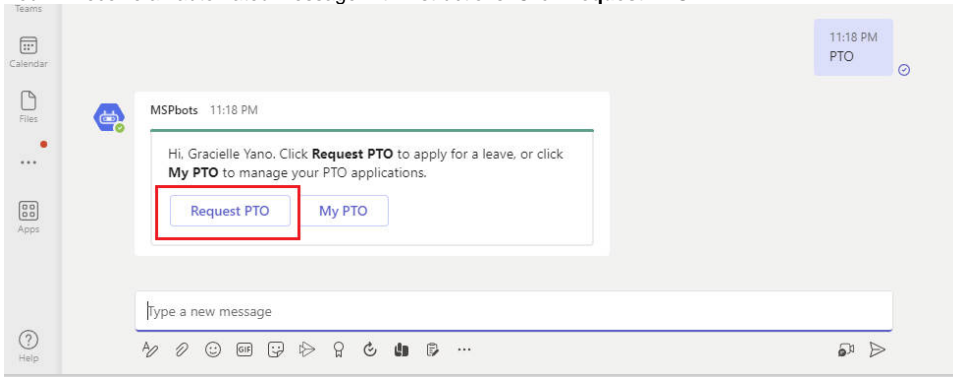 Teams
11:18 PM
PTO
Calendar
Files
MSPbots 11:18 PM
Hi, Gracielle Yano. Click Request PTO to apply for a leave, or click
My PTO to manage your PTO applications.
Request PTO
My PTO
Apps
Type a new message
GIF
Help